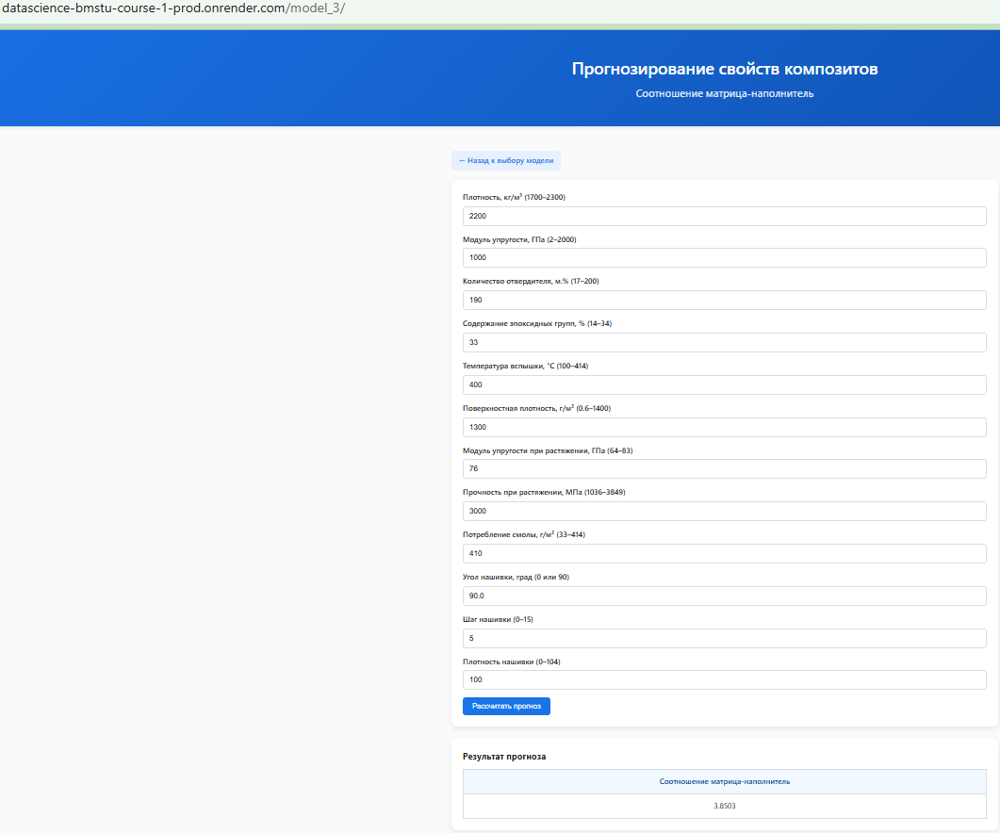 datascience-bmstu-course-1-prod.onrender.com/model_3/
Прогнозирование свойств композитов
Соотношение матрица-наполнитель
← Назад к выбору модели
Плотность, кг/м³ (1700–2300)
2200
Модуль упругости, ГПа (2–2000)
1000
Количество отвердителя, м.% (17–200)
190
Содержание эпоксидных групп, % (14–34)
33
Температура вспышки, °С (100–414)
400
Поверхностная плотность, г/м² (0.6–1400)
1300
Модуль упругости при растяжении, ГПа (64–83)
76
Прочность при растяжении, МПа (1036–3849)
3000
Потребление смолы, г/м² (33–414)
410
Угол нашивки, град (0 или 90)
90.0
Шаг нашивки (0–15)
5
Плотность нашивки (0–104)
100
Рассчитать прогноз
Результат прогноза
Соотношение матрица-наполнитель
3.8503